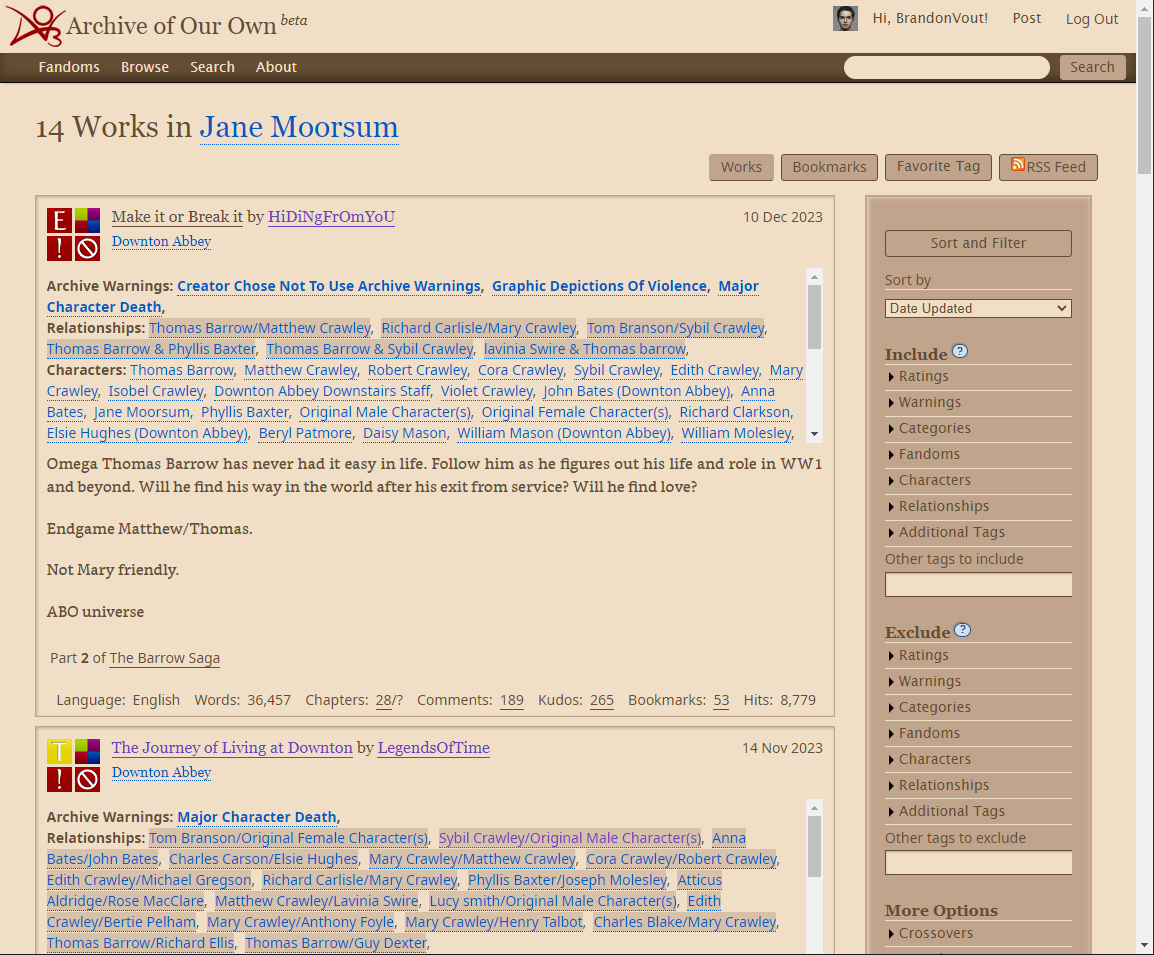 Archive of Our Own beta
Hi, BrandonVout! Post Log Out
Fandoms Browse Search About Search
14 Works in Jane Moorsum
Works Bookmarks Favorite Tag RSS Feed
E Make it or Break it by HiDiNgFrOmYoU 10 Dec 2023
! Downton Abbey
Archive Warnings: Creator Chose Not To Use Archive Warnings, Graphic Depictions Of Violence, Major
Character Death,
Relationships: Thomas Barrow/Matthew Crawley, Richard Carlisle/Mary Crawley, Tom Branson/Sybil Crawley,
Thomas Barrow & Phyllis Baxter, Thomas Barrow & Sybil Crawley, lavinia Swire & Thomas barrow,
Characters: Thomas Barrow, Matthew Crawley, Robert Crawley, Cora Crawley, Sybil Crawley, Edith Crawley, Mary
Crawley, Isobel Crawley, Downton Abbey Downstairs Staff, Violet Crawley, John Bates (Downton Abbey), Anna
Bates, Jane Moorsum, Phyllis Baxter, Original Male Character(s), Original Female Character(s), Richard Clarkson,
Elsie Hughes (Downton Abbey), Beryl Patmore, Daisy Mason, William Mason (Downton Abbey), William Molesley,
Omega Thomas Barrow has never had it easy in life. Follow him as he figures out his life and role in WW1
and beyond. Will he find his way in the world after his exit from service? Will he find love?
Endgame Matthew/Thomas.
Not Mary friendly.
ABO universe
Part 2 of The Barrow Saga
Language: English Words: 36,457 Chapters: 28/? Comments: 189 Kudos: 265 Bookmarks: 53 Hits: 8,779
T The Journey of Living at Downton by LegendsOfTime 14 Nov 2023
! Downton Abbey
Archive Warnings: Major Character Death,
Relationships: Tom Branson/Original Female Character(s), Sybil Crawley/Original Male Character(s), Anna
Bates/John Bates, Charles Carson/Elsie Hughes, Mary Crawley/Matthew Crawley, Cora Crawley/Robert Crawley,
Edith Crawley/Michael Gregson, Richard Carlisle/Mary Crawley, Phyllis Baxter/Joseph Molesley, Atticus
Aldridge/Rose MacClare, Matthew Crawley/Lavinia Swire, Lucy smith/Original Male Character(s), Edith
Crawley/Bertie Pelham, Mary Crawley/Anthony Foyle, Mary Crawley/Henry Talbot, Charles Blake/Mary Crawley,
Thomas Barrow/Richard Ellis, Thomas Barrow/Guy Dexter,
Sort and Filter
Sort by
Date Updated
Include ?
Ratings
Warnings
Categories
Fandoms
Characters
Relationships
Additional Tags
Other tags to include
Exclude ?
Ratings
Warnings
Categories
Fandoms
Characters
Relationships
Additional Tags
Other tags to exclude
More Options
Crossovers